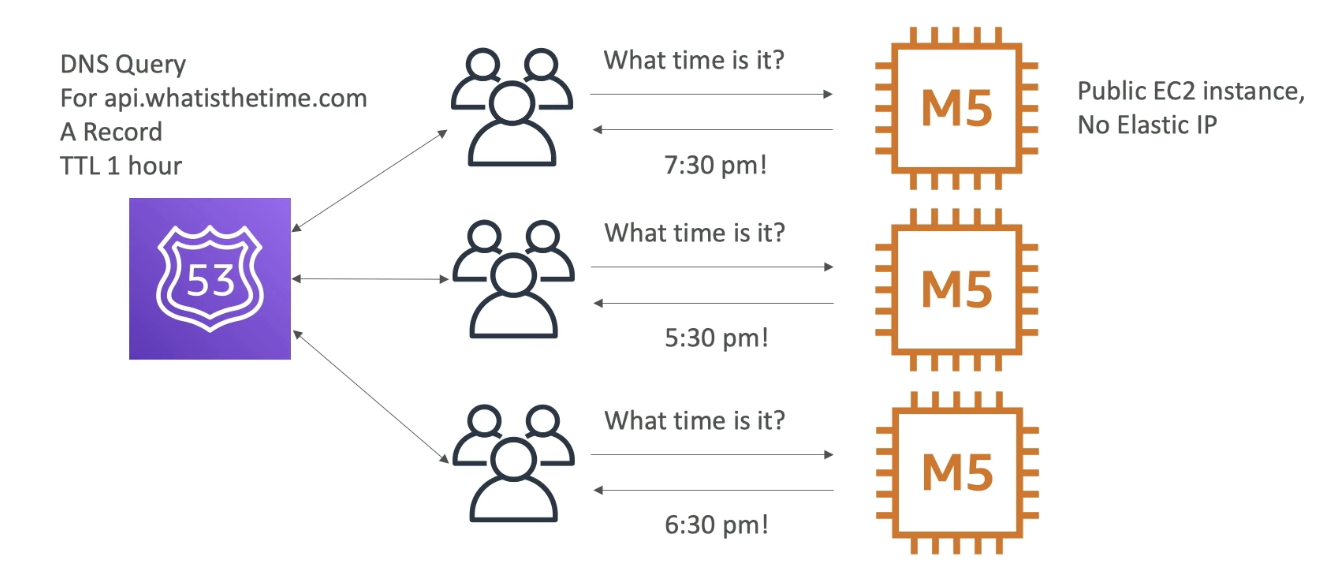 DNS Query
For api.whatisthetime.com
A Record
TTL 1 hour
53
What time is it?
7:30 pm!
M5
Public EC2 instance,
No Elastic IP
What time is it?
5:30 pm!
M5
What time is it?
6:30 pm!
M5